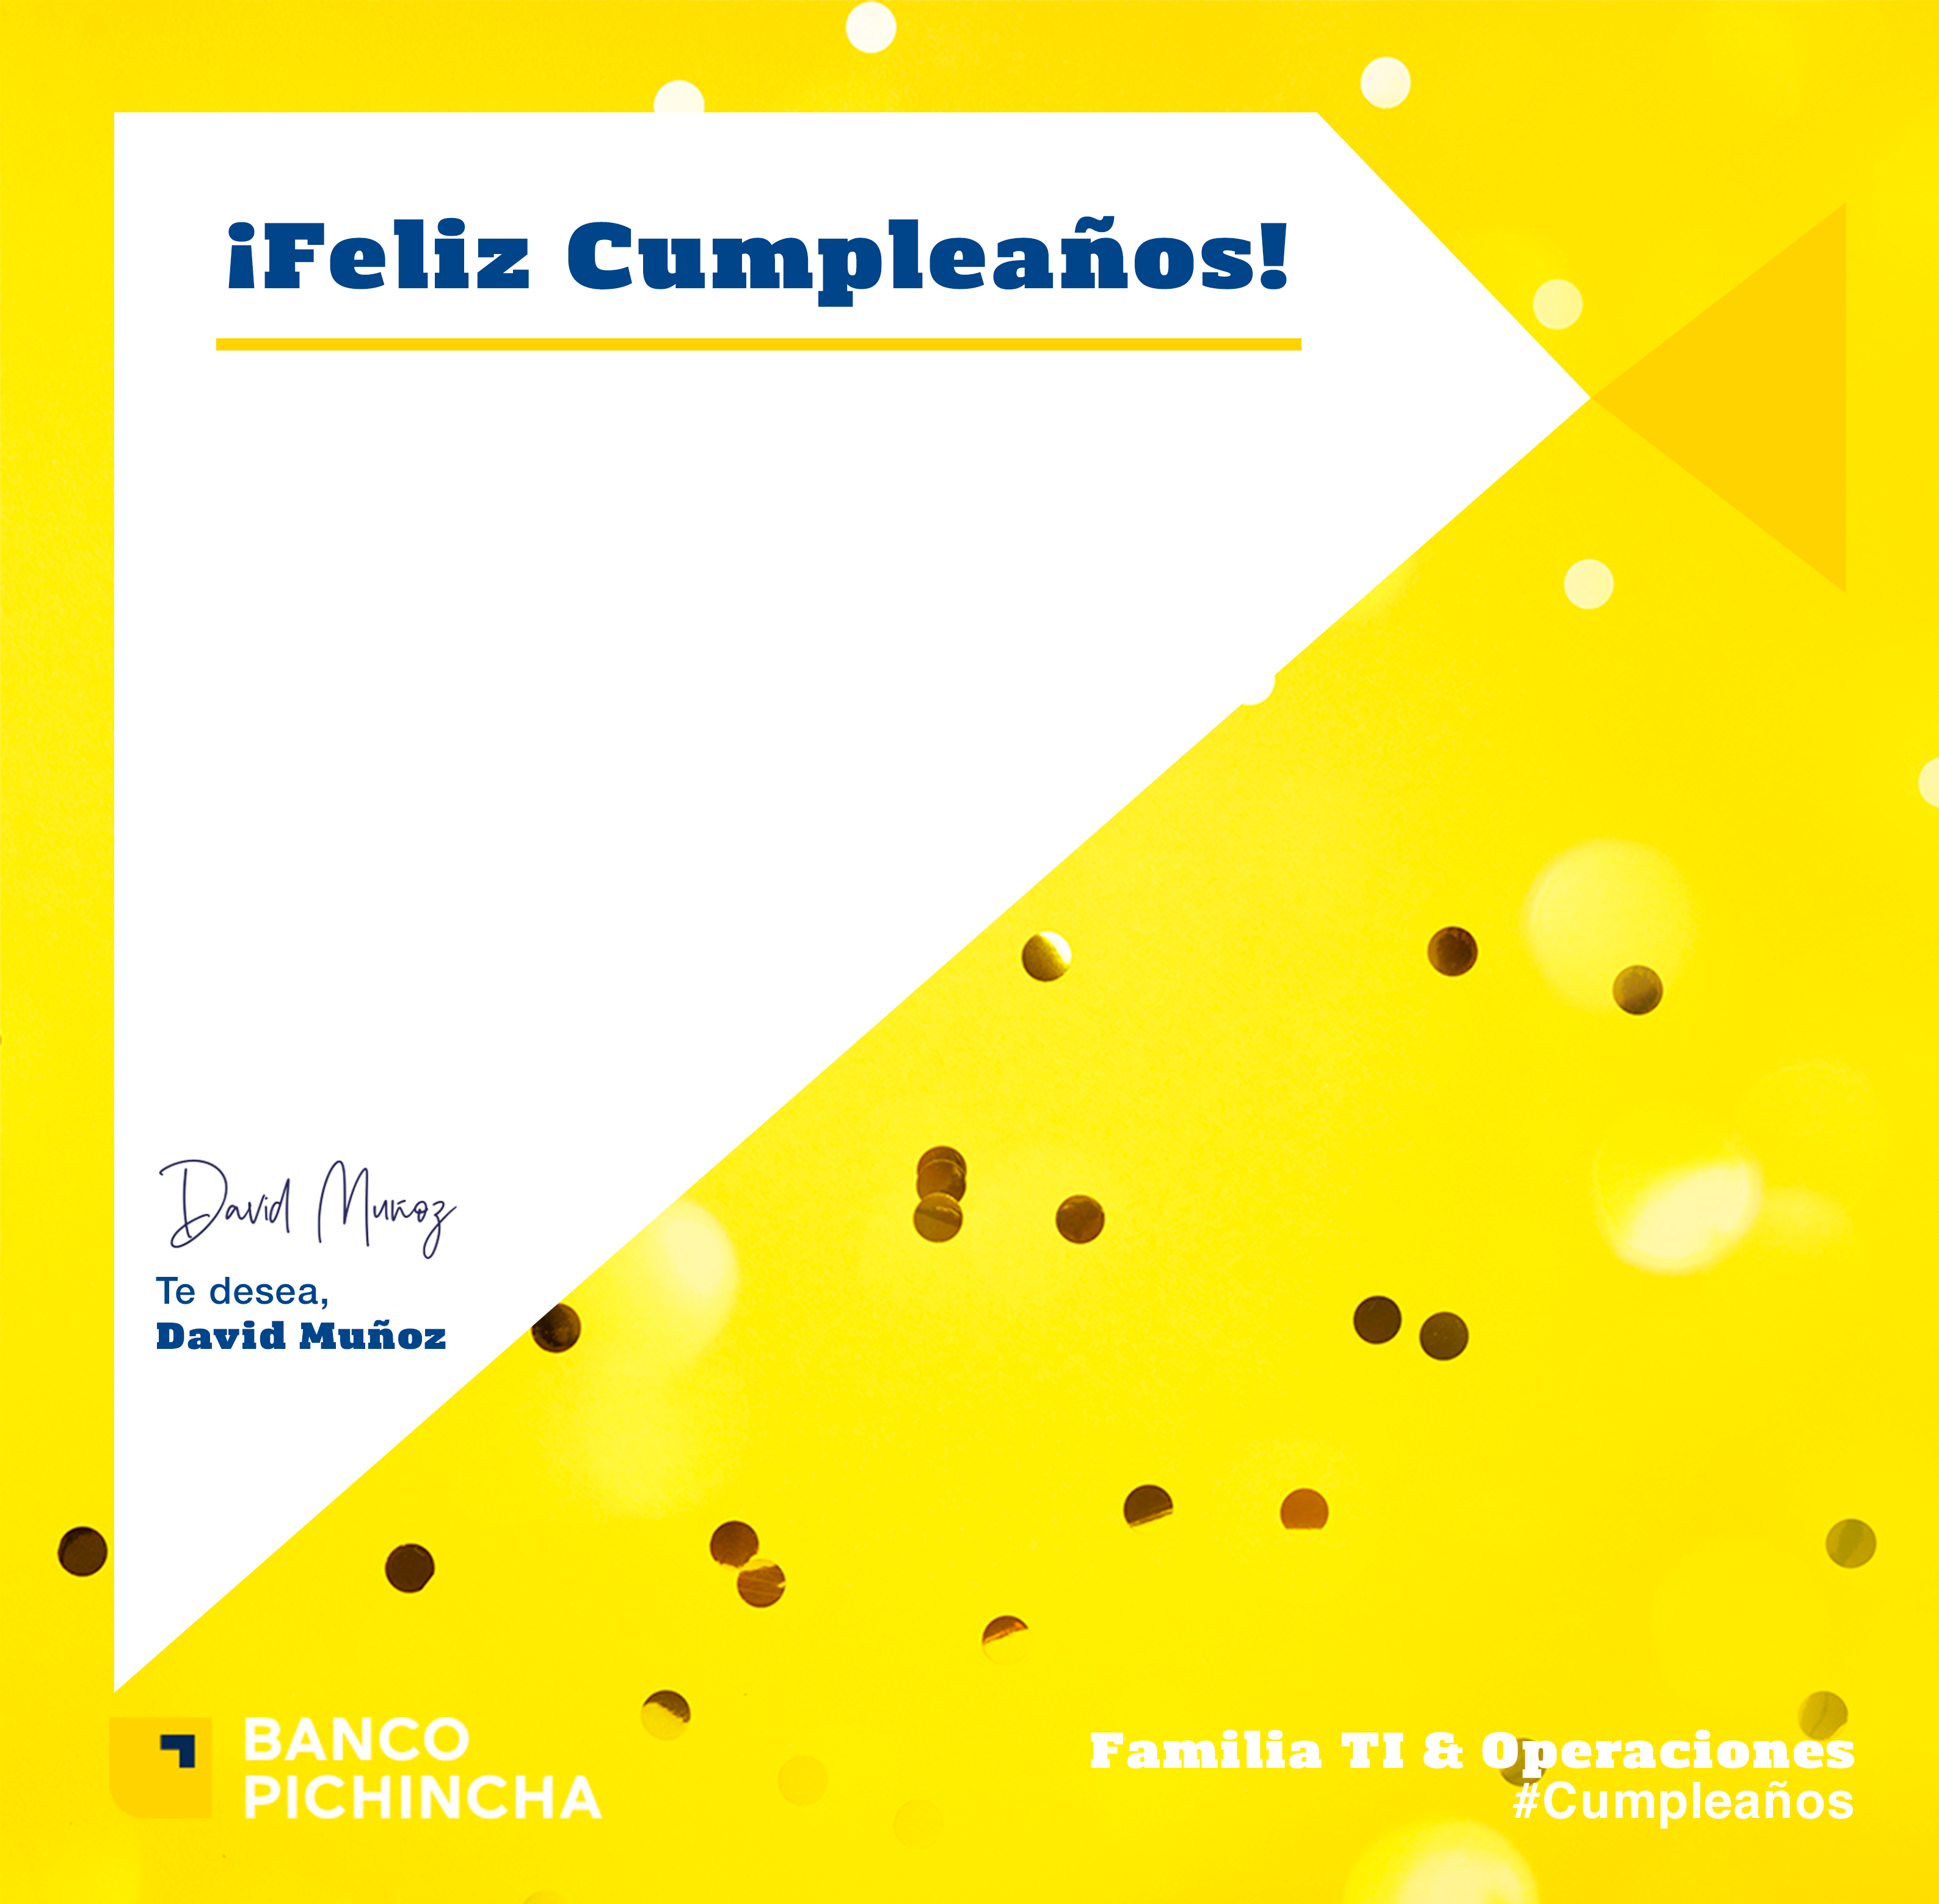 ¡Feliz Cumpleaños!
David Muñoz
Te desea,
David Muñoz
BANCO
PICHINCHA
Familia TI & Operaciones
#Cumpleaños